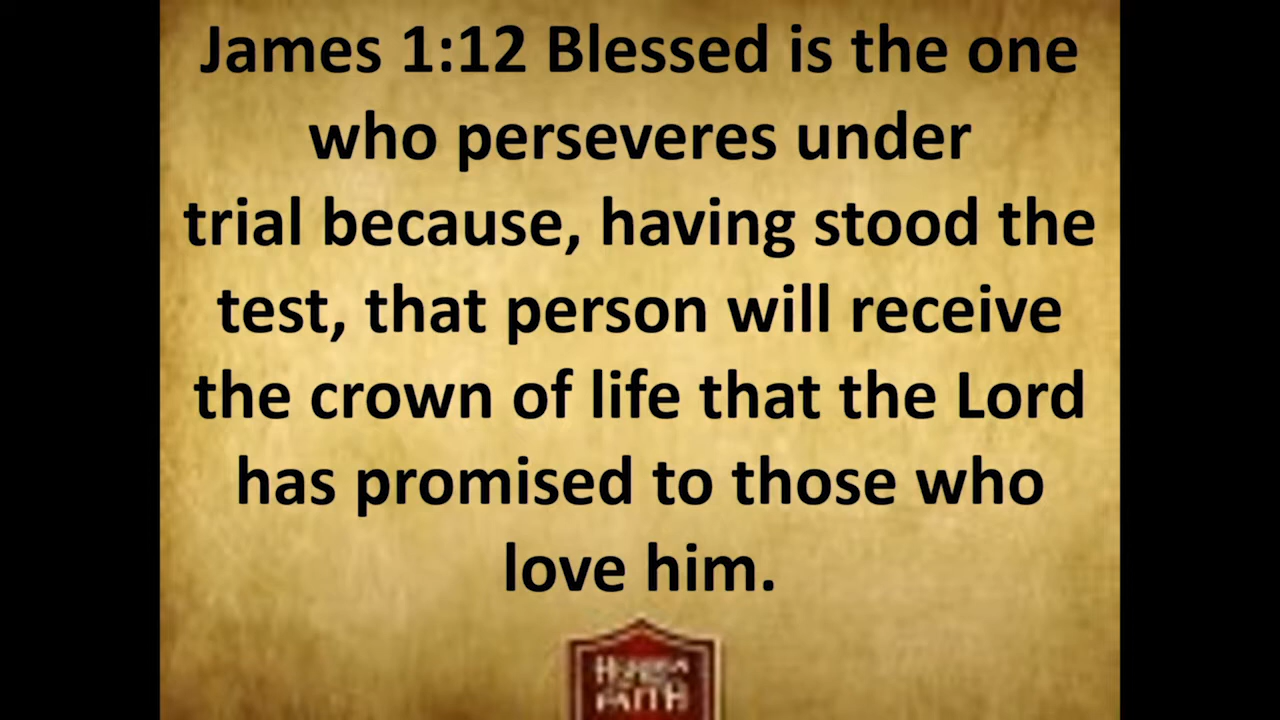 James 1:12 Blessed is the one
who perseveres under
trial because, having stood the
test, that person will receive
the crown of life that the Lord
has promised to those who
love him.
FAITH